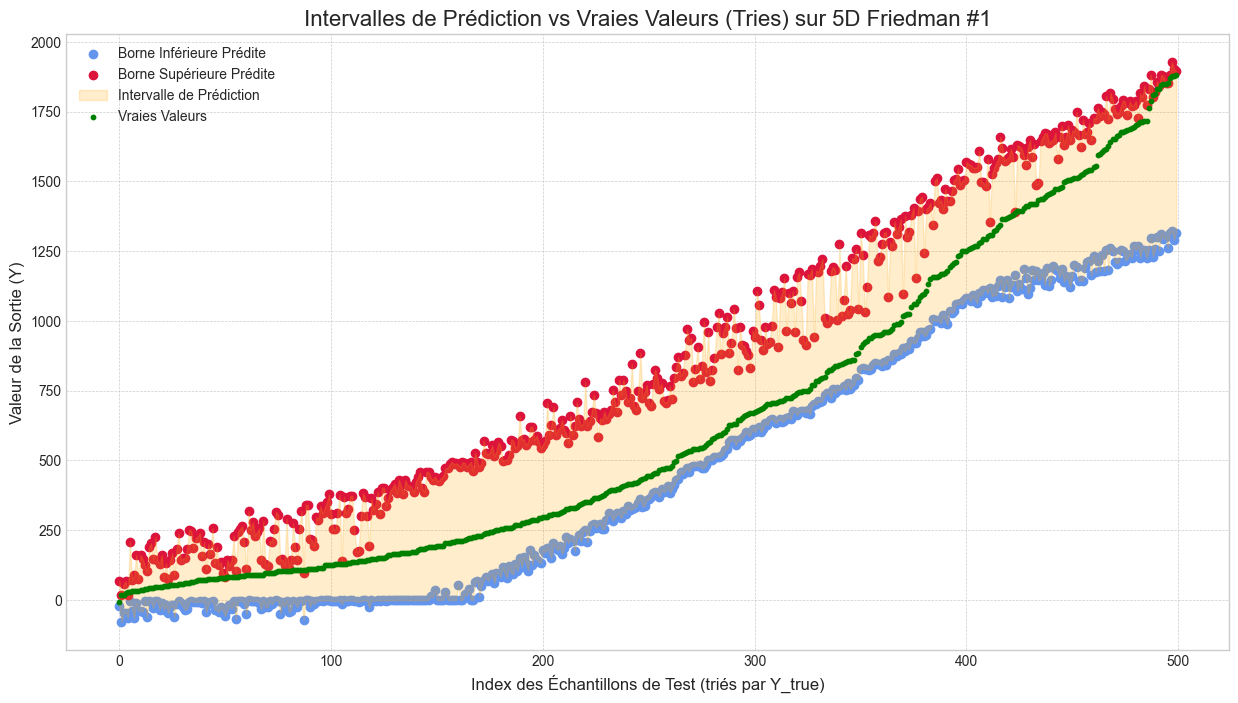 Intervalles de Prédiction vs Vraies Valeurs (Tries) sur 5D Friedman #1
Borne Inférieure Prédite
Borne Supérieure Prédite
Intervalle de Prédiction
Vraies Valeurs
Valeur de la Sortie (Y)
2000
1750
1500
1250
1000
750
500
250
0
0
100
200
300
400
500
Index des Échantillons de Test (triés par Y_true)